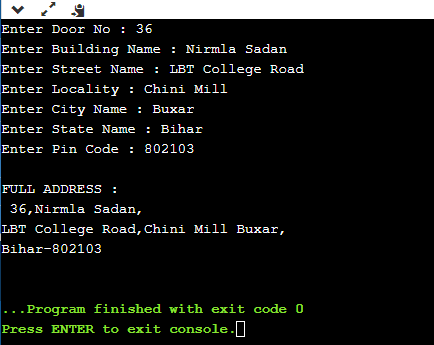 Enter Door No : 36
Enter Building Name : Nirmla Sadan
Enter Street Name : LBT College Road
Enter Locality : Chini Mill
Enter City Name : Buxar
Enter State Name : Bihar
Enter Pin Code : 802103
FULL ADDRESS :
36,Nirmla Sadan,
LBT College Road,Chini Mill Buxar,
Bihar-802103
...Program finished with exit code 0
Press ENTER to exit console.